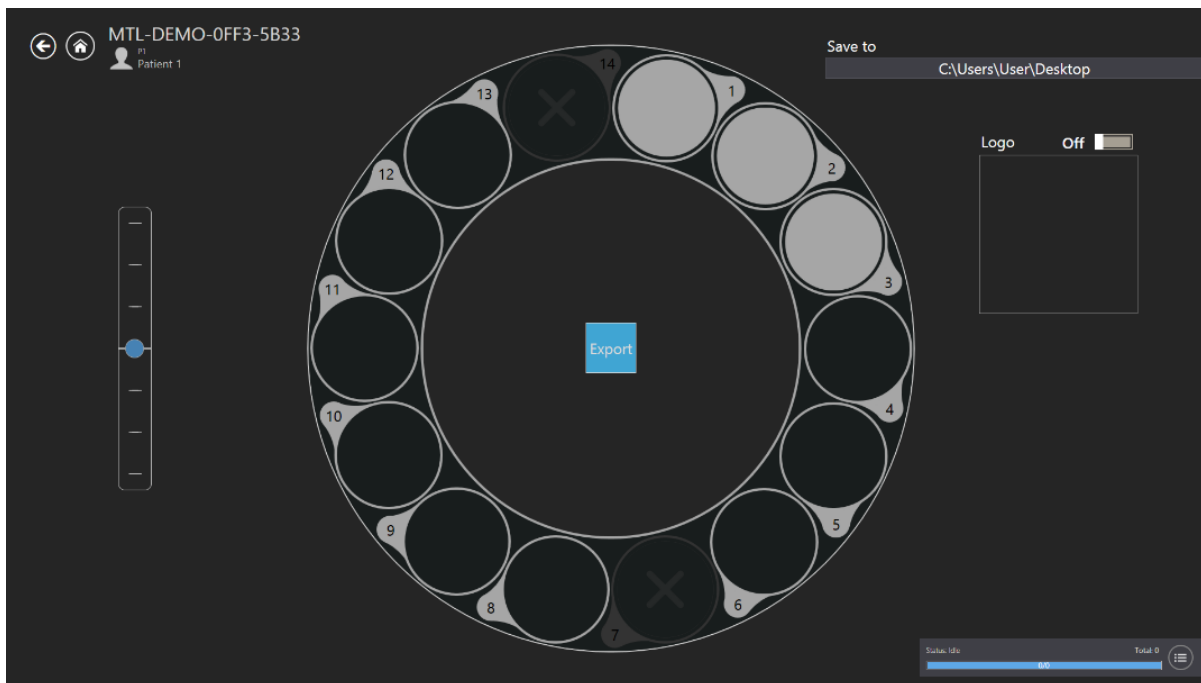 MTL-DEMO-0FF3-5B33
P1
Patient 1
Save to
C:\Users\User\Desktop
Logo Off
14
1
2
3
4
5
6
7
8
9
10
11
12
13
Export
Status: Idle Total: 0
0/0